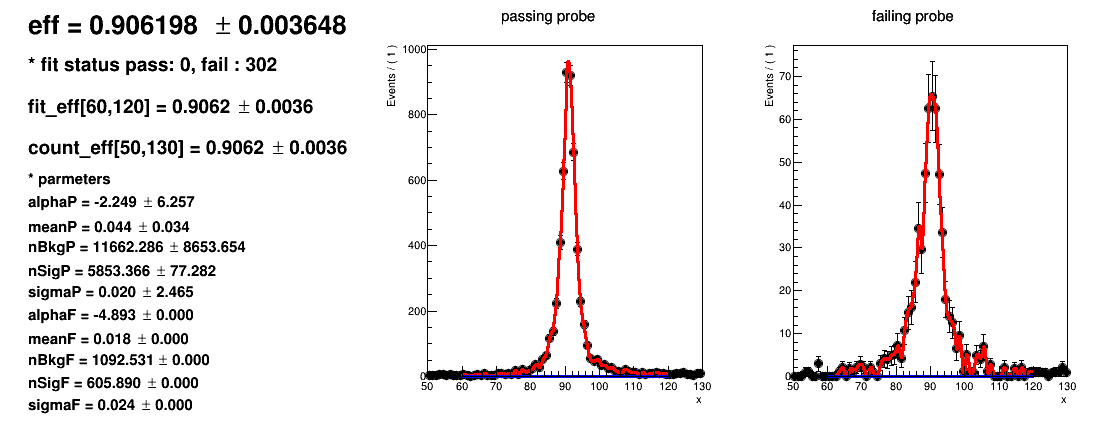 eff = 0.906198 ± 0.003648
* fit status pass: 0, fail : 302
fit_eff[60,120] = 0.9062 ± 0.0036
count_eff[50,130] = 0.9062 ± 0.0036
* parmeters
alphaP = -2.249 ± 6.257
meanP = 0.044 ± 0.034
nBkgP = 11662.286 ± 8653.654
nSigP = 5853.366 ± 77.282
sigmaP = 0.020 ± 2.465
alphaF = -4.893 ± 0.000
meanF = 0.018 ± 0.000
nBkgF = 1092.531 ± 0.000
nSigF = 605.890 ± 0.000
sigmaF = 0.024 ± 0.000
passing probe
Events / ( 1 )
1000
800
600
400
200
0
50 60 70 80 90 100 110 120 130
x
failing probe
Events / ( 1 )
70
60
50
40
30
20
10
0
50 60 70 80 90 100 110 120 130
x